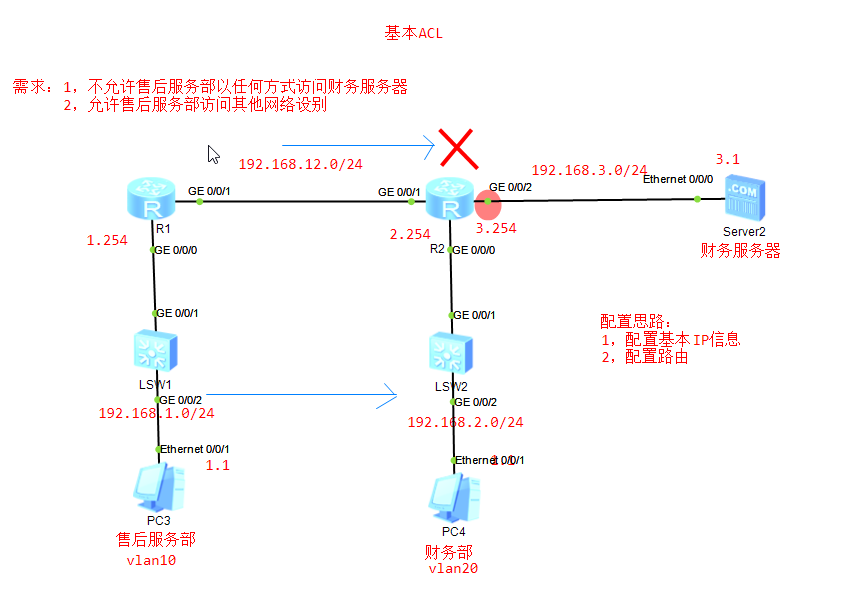 基本ACL
需求：1，不允许售后服务部以任何方式访问财务服务器
2，允许售后服务部访问其他网络设别
192.168.12.0/24
192.168.3.0/24
3.1
GE 0/0/1
GE 0/0/1
GE 0/0/2
Ethernet 0/0/0
.COM
R
R
R1
1.254
2.254
3.254
Server2
财务服务器
GE 0/0/0
R2
GE 0/0/0
GE 0/0/1
GE 0/0/1
配置思路：
1，配置基本IP信息
2，配置路由
LSW1
LSW2
GE 0/0/2
GE 0/0/2
192.168.1.0/24
192.168.2.0/24
Ethernet 0/0/1
1.1
Ethernet 0/0/1
PC3
PC4
售后服务部
财务部
vlan10
vlan20